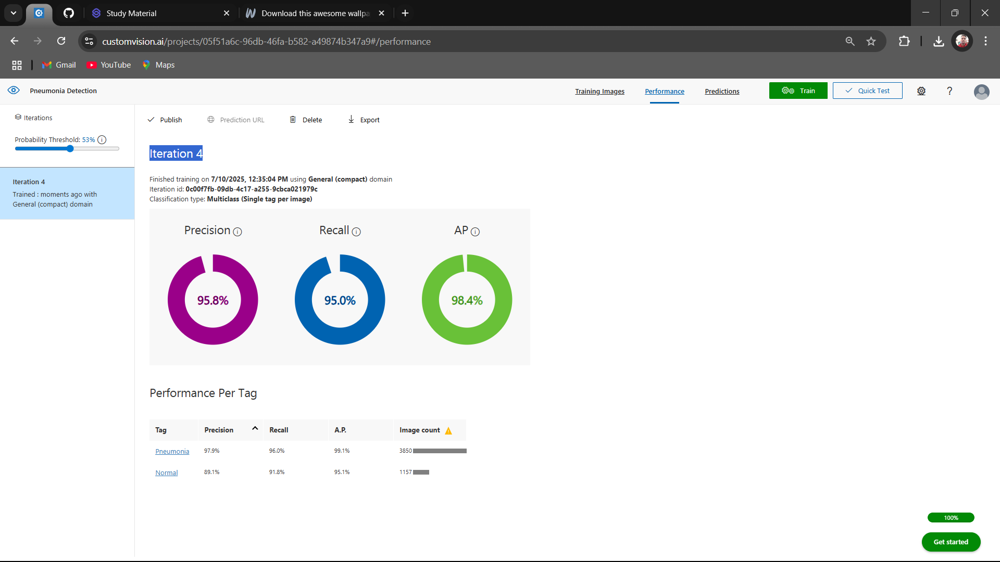 Study Material
Download this awesome wallpa
customvision.ai/projects/05f51a6c-96db-46fa-b582-a49874b347a9#/performance
Gmail
YouTube
Maps
Pneumonia Detection
Training Images
Performance
Predictions
Train
Quick Test
?
Iterations
Publish
Prediction URL
Delete
Export
Probability Threshold: 53%
Iteration 4
Finished training on 7/10/2025, 12:35:04 PM using General (compact) domain
Iteration id: 0c00f7fb-09db-4c17-a255-9cbca021979c
Classification type: Multiclass (Single tag per image)
Iteration 4
Trained : moments ago with
General (compact) domain
Precision
Recall
AP
95.8%
95.0%
98.4%
Performance Per Tag
Tag Precision Recall A.P. Image count
Pneumonia 97.9% 96.0% 99.1% 3850
Normal 89.1% 91.8% 95.1% 1157
100%
Get started